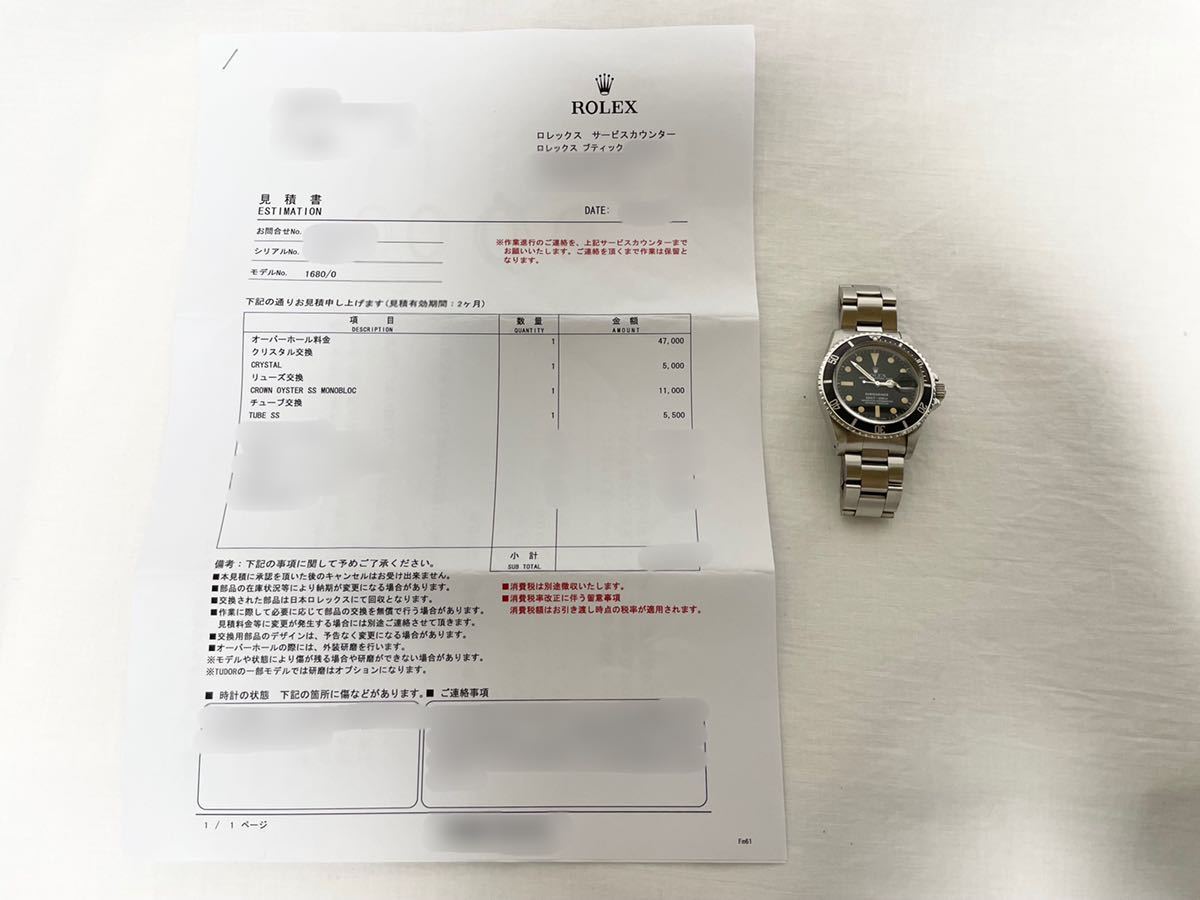 ROLEX
ロレックス サービスカウンター
ロレックス ブティック
見 積 書
ESTIMATION
DATE:
お問合せNo.
シリアルNo.
モデルNo. 1680/0
※作業進行のご連絡を、上記サービスカウンターまで
お願いいたします。ご連絡を頂くまで作業は保留と
なります。
下記の通りお見積申し上げます(見積有効期間:2ヶ月)
項 目 数 量 金 額
DESCRIPTION QUANTITY AMOUNT
オーバーホール料金 1 47,000
クリスタル交換
CRYSTAL 1 5,000
リューズ交換
CROWN OYSTER SS MONOBLOC 1 11,000
チューブ交換
TUBE SS 1 5,500
小 計
SUB TOTAL
備考:下記の事項に関して予めご了承ください。
■本見積に承認を頂いた後のキャンセルはお受け出来ません。
■部品の在庫状況等により納期が変更になる場合があります。
■交換された部品は日本ロレックスにて回収となります。
■作業に際して必要に応じて部品の交換を無償で行う場合があります。
見積料金等に変更が発生する場合には別途ご連絡させて頂きます。
■交換用部品のデザインは、予告なく変更になる場合があります。
■オーバーホールの際には、外装研磨を行います。
※モデルや状態により傷が残る場合や研磨ができない場合があります。
※TUDORの一部モデルでは研磨はオプションになります。
■消費税は別途徴収いたします。
■消費税率改正に伴う留意事項
消費税額はお引き渡し時点の税率が適用されます。
■ 時計の状態 下記の箇所に傷などがあります。
■ ご連絡事項
1 / 1 ページ
Fm61
ROLEX
SUBMARINER
50
10
20
30
40